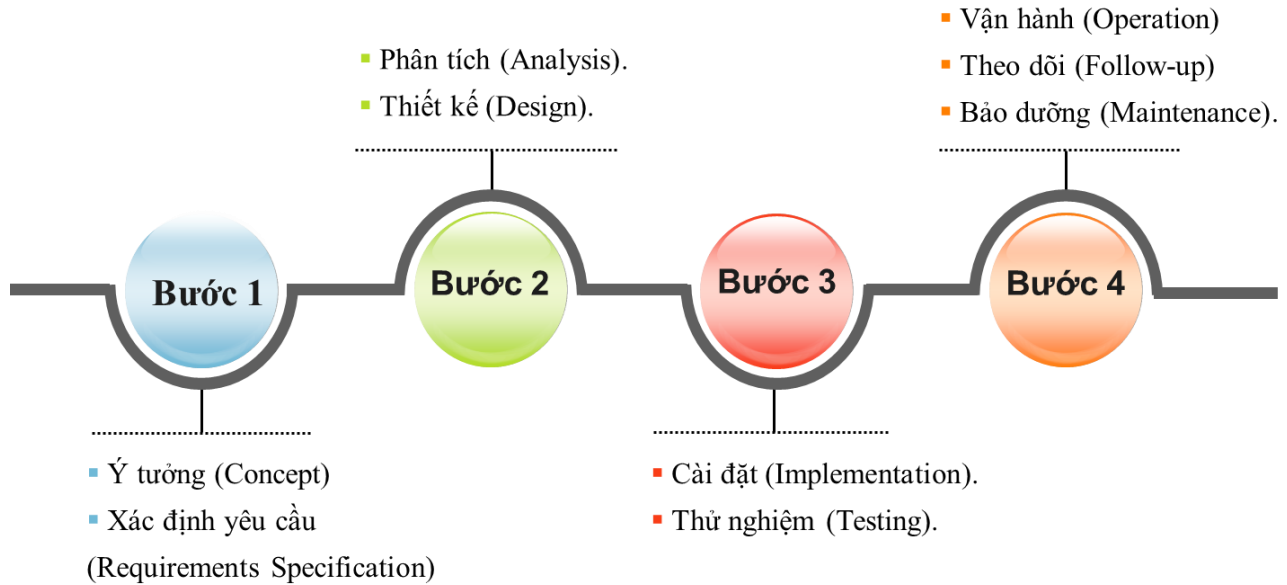 Bước 1
▪ Ý tưởng (Concept)
▪ Xác định yêu cầu
(Requirements Specification)
▪ Phân tích (Analysis).
▪ Thiết kế (Design).
Bước 2
Bước 3
▪ Cài đặt (Implementation).
▪ Thử nghiệm (Testing).
▪ Vận hành (Operation)
▪ Theo dõi (Follow-up)
▪ Bảo dưỡng (Maintenance).
Bước 4